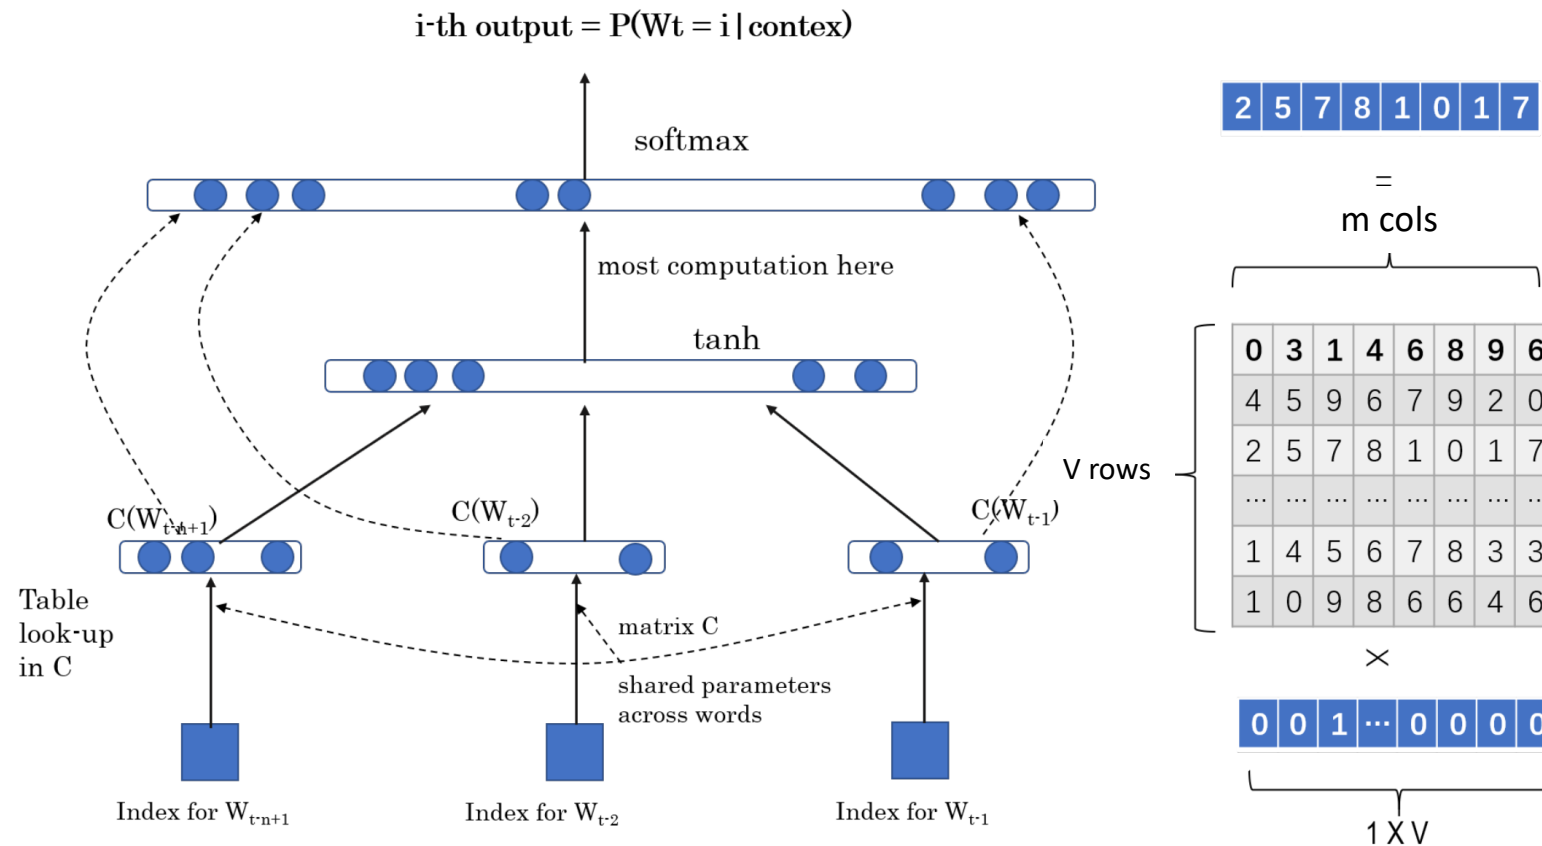 i-th output = P(Wt = i|contex)
softmax
most computation here
tanh
C(Wt-n+1)
C(Wt-2)
C(Wt-1)
Table
look-up
in C
matrix C
shared parameters
across words
Index for Wt-n+1
Index for Wt-2
Index for Wt-1
2 5 7 8 1 0 1 7
=
m cols
V rows
0 3 1 4 6 8 9 6
4 5 9 6 7 9 2 0
2 5 7 8 1 0 1 7
... ... ... ... ... ... ... ..
1 4 5 6 7 8 3 3
1 0 9 8 6 6 4 6
×
0 0 1 ... 0 0 0 0
1 X V